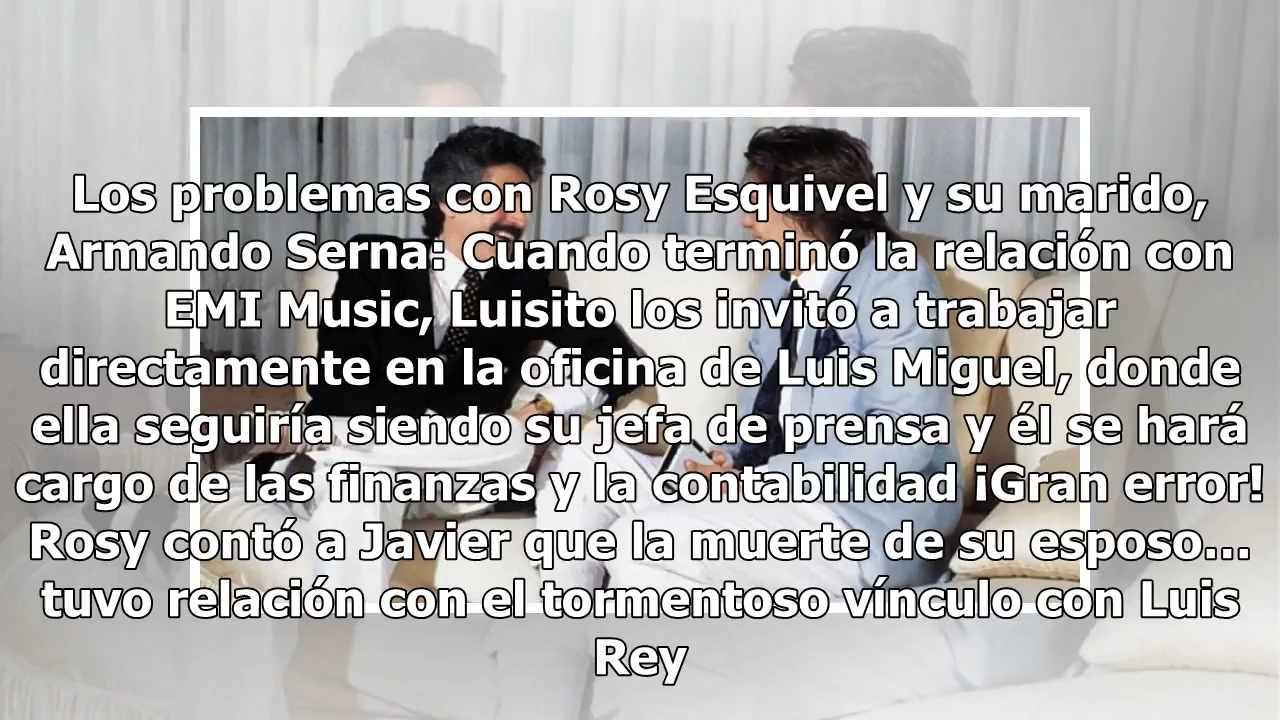 Los problemas con Rosy Esquivel y su marido,
Armando Serna: Cuando terminó la relación con
EMI Music, Luisito los invitó a trabajar
directamente en la oficina de Luis Miguel, donde
ella seguiría siendo su jefa de prensa y él se hará
cargo de las finanzas y la contabilidad ¡Gran error!
Rosy contó a Javier que la muerte de su esposo...
tuvo relación con el tormentoso vínculo con Luis
Rey